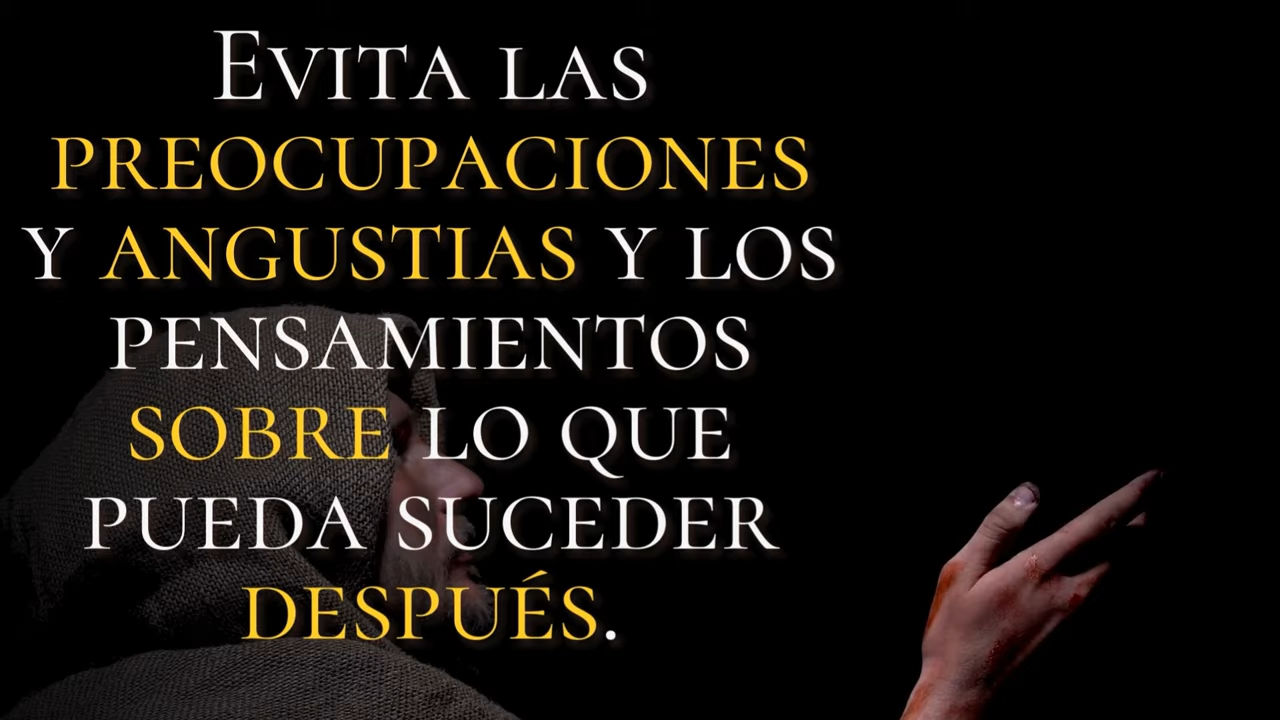 Evita las
preocupaciones
y angustias y los
pensamientos
sobre lo que
pueda suceder
después.